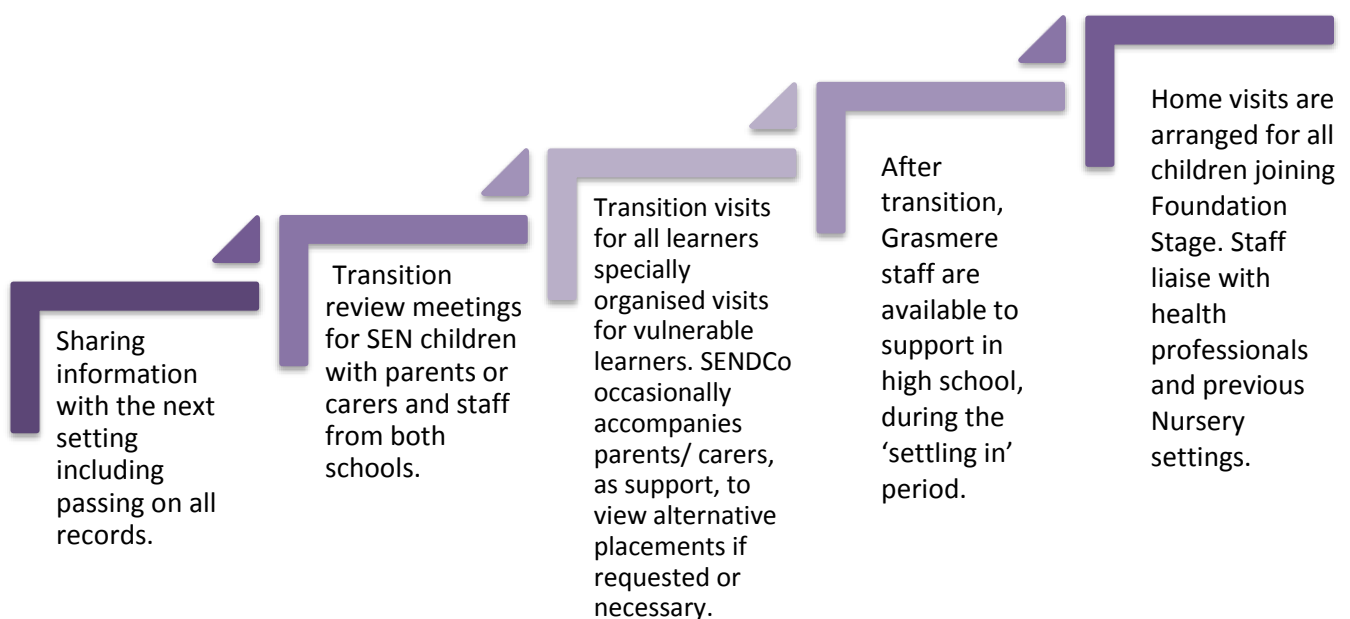 Sharing
information
with the next
setting
including
passing on all
records.
Transition
review meetings
for SEN children
with parents or
carers and staff
from both
schools.
Transition visits
for all learners
specially
organised visits
for vulnerable
learners. SENDCo
occasionally
accompanies
parents/ carers,
as support, to
view alternative
placements if
requested or
necessary.
After
transition,
Grasmere
staff are
available to
support in
high school,
during the
‘settling in’
period.
Home visits are
arranged for all
children joining
Foundation
Stage. Staff
liaise with
health
professionals
and previous
Nursery
settings.